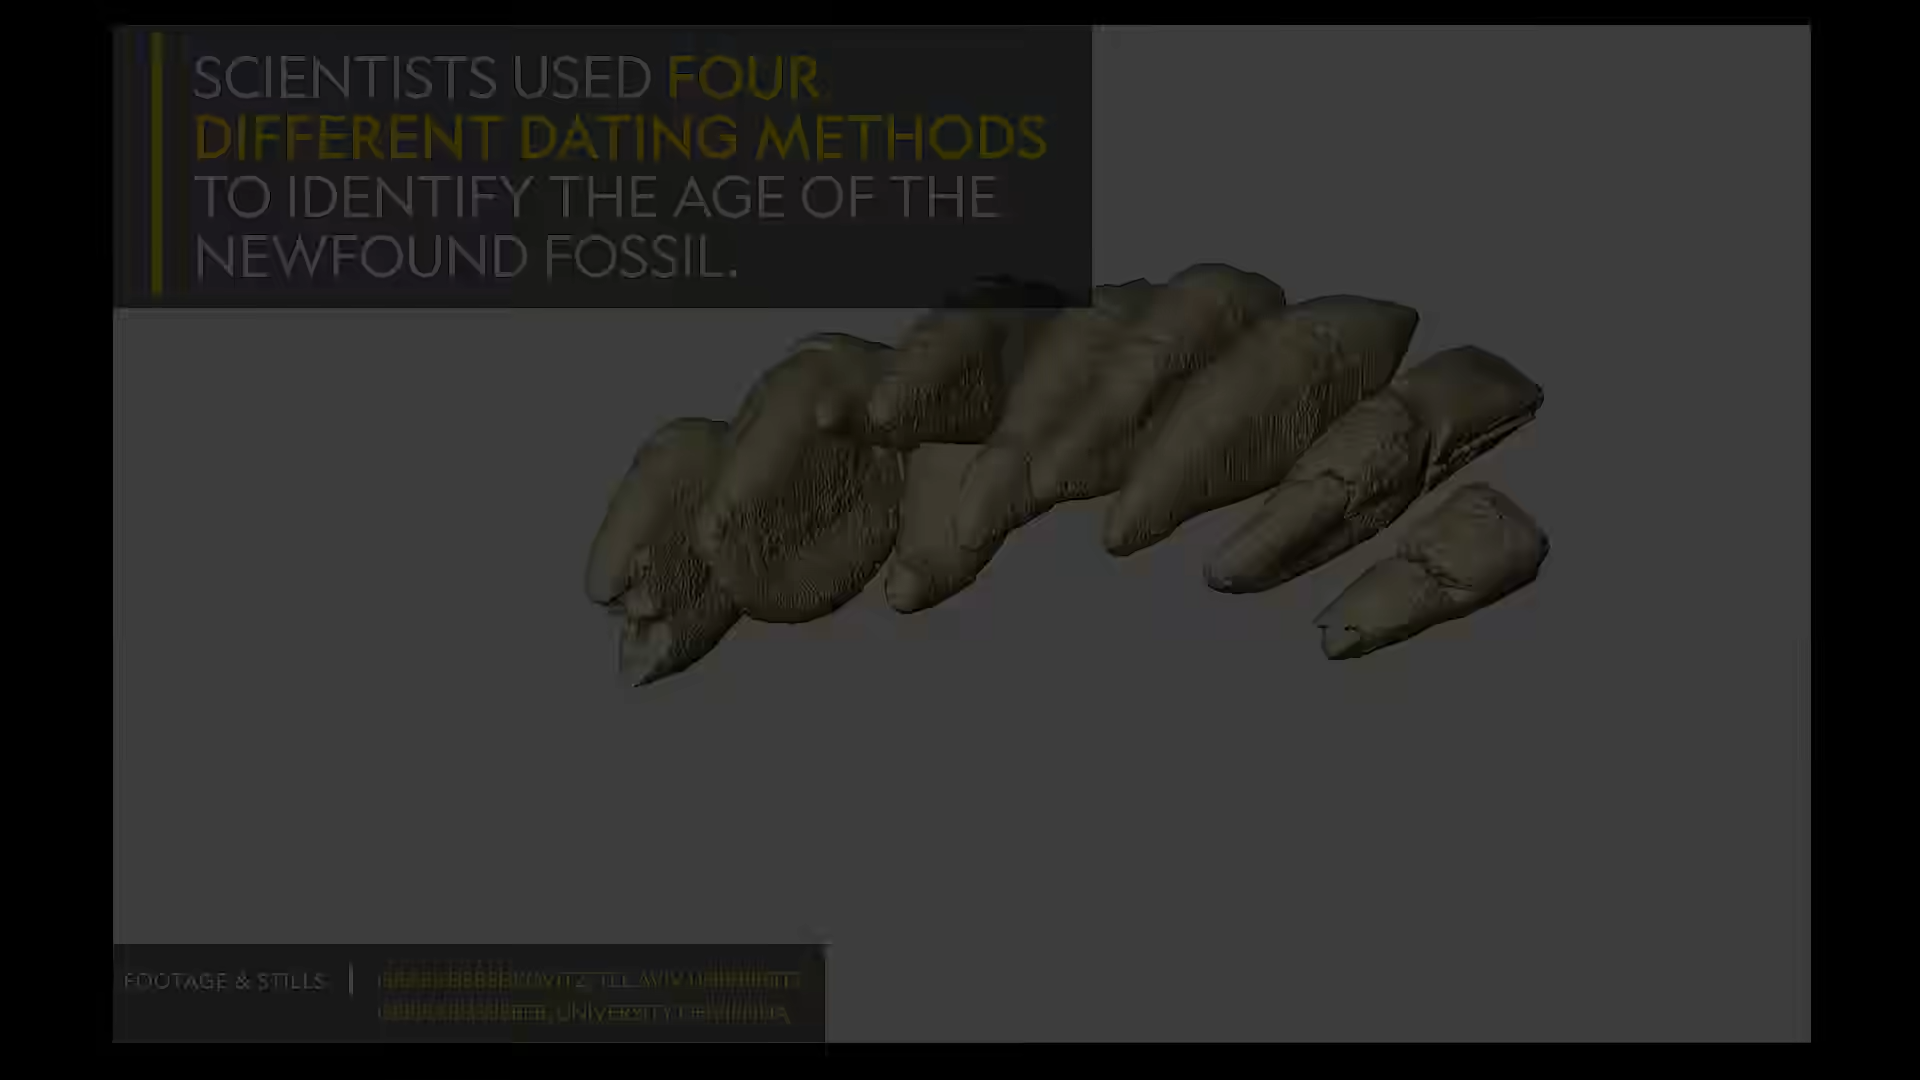 SCIENTISTS USED FOUR
DIFFERENT DATING METHODS
TO IDENTIFY THE AGE OF THE
NEWFOUND FOSSIL.
FOOTAGE & STILLS
TEL AVIV
UNIVERSITY